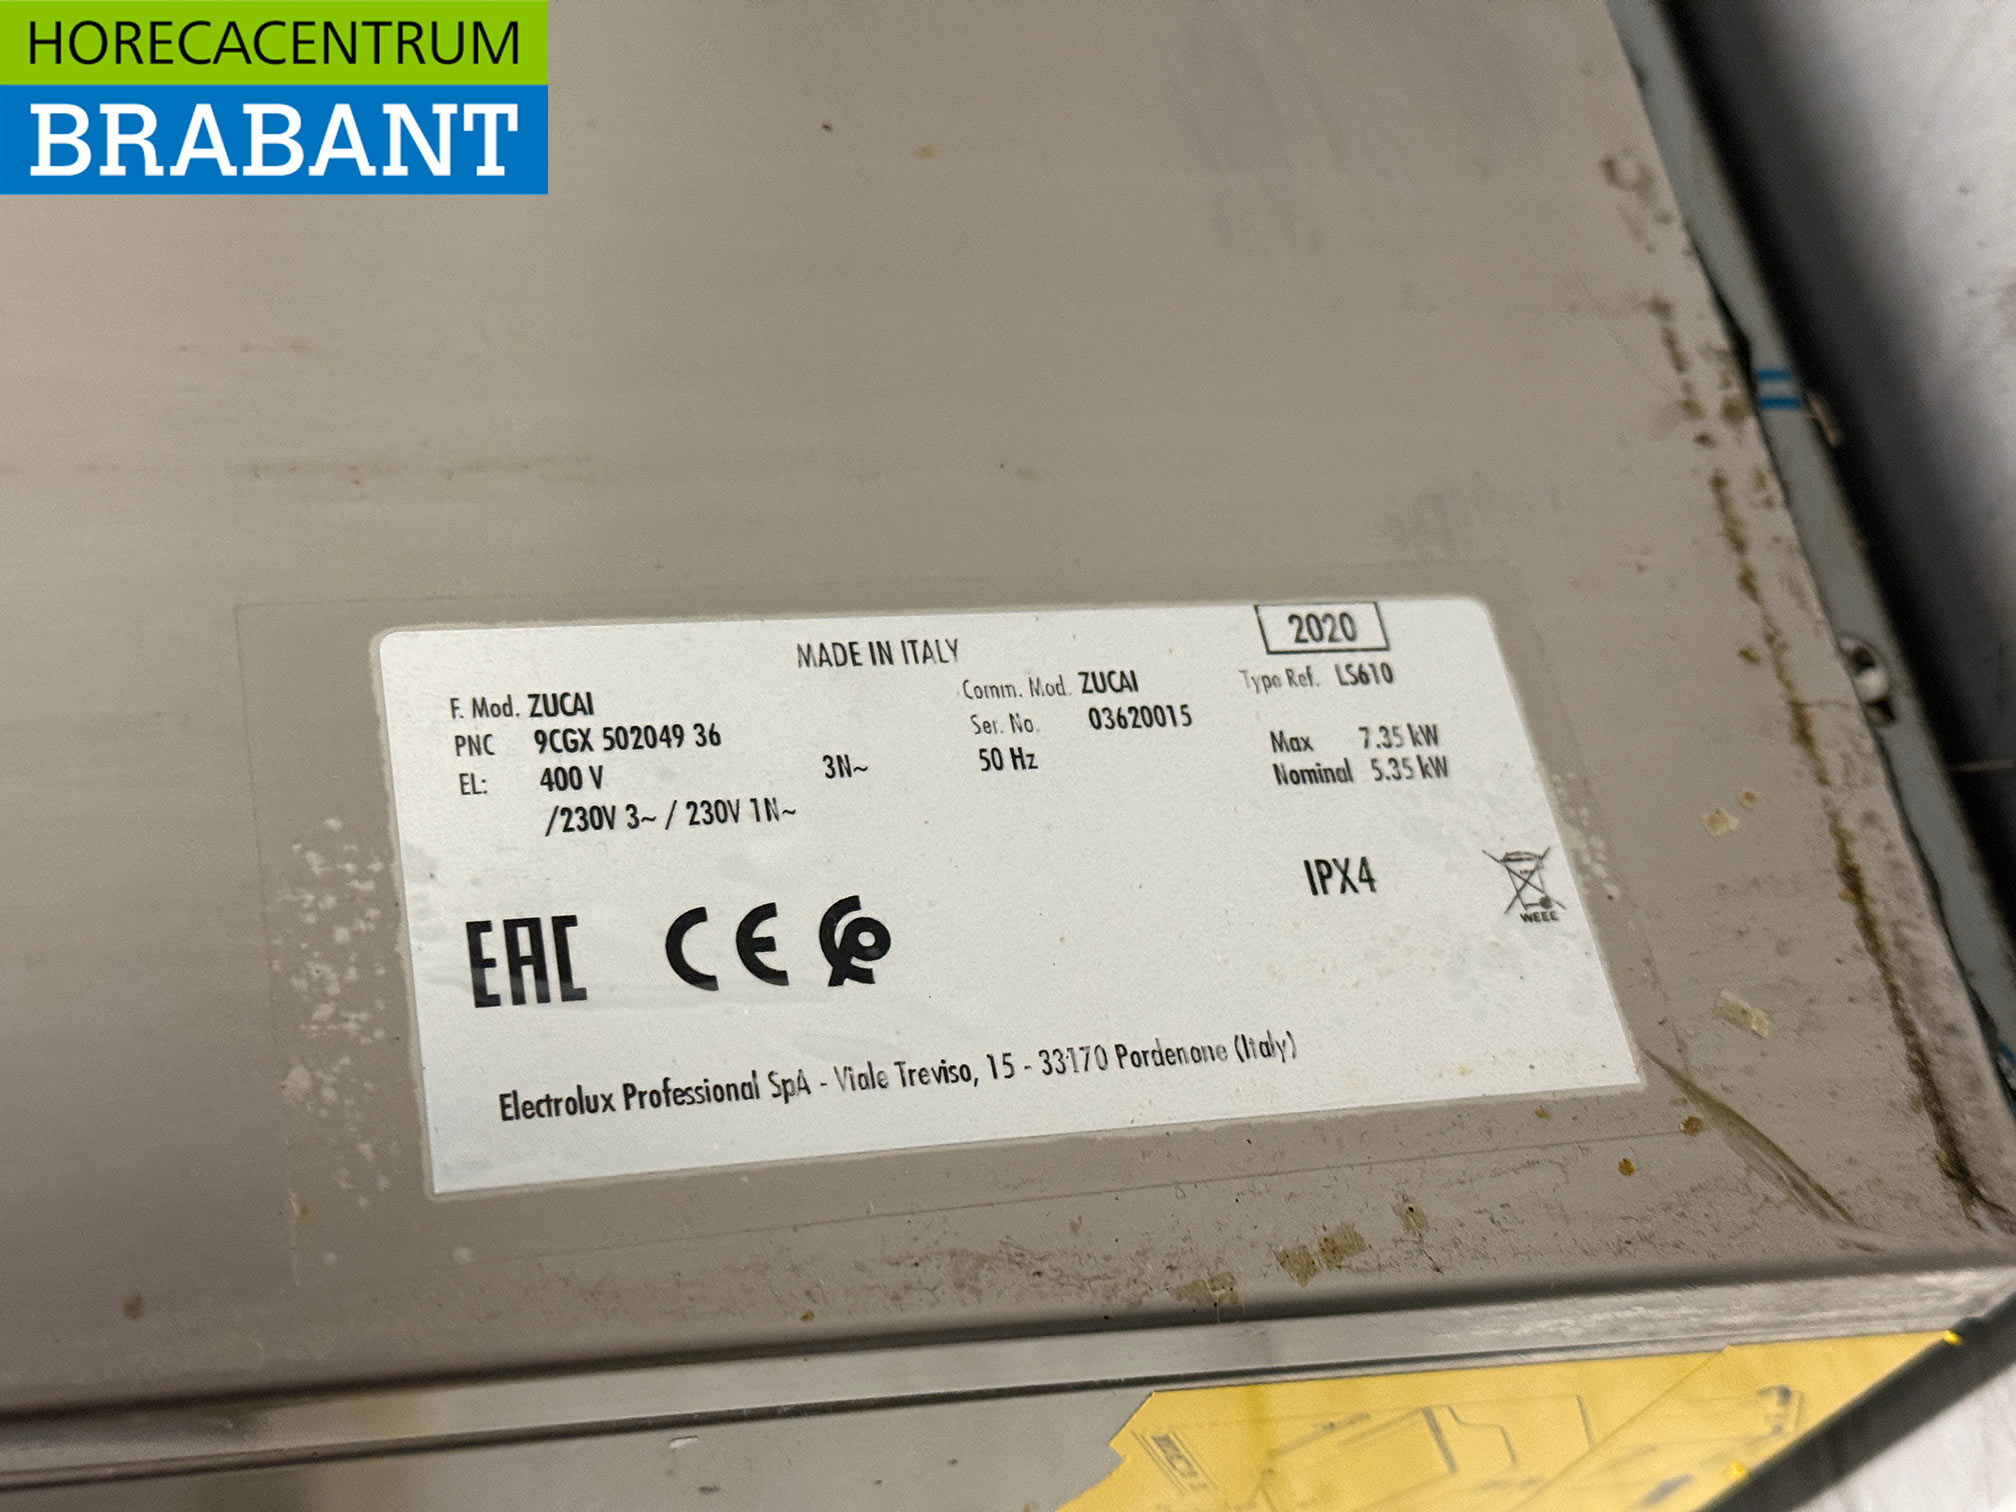 HORECACENTRUM
BRABANT
MADE IN ITALY
2020
F. Mod. ZUCAI
Comm. Mod. ZUCAI
Type Ref. LS610
PNC 9CGX 502049 36
Ser. No. 03620015
EL: 400 V 3N~ 50 Hz
Max 7.35 kW
/230V 3~ / 230V 1N~
Nominal 5.35 kW
IPX4
WEEE
EAC CE
Electrolux Professional SpA - Viale Treviso, 15 - 33170 Pordenone (Italy)